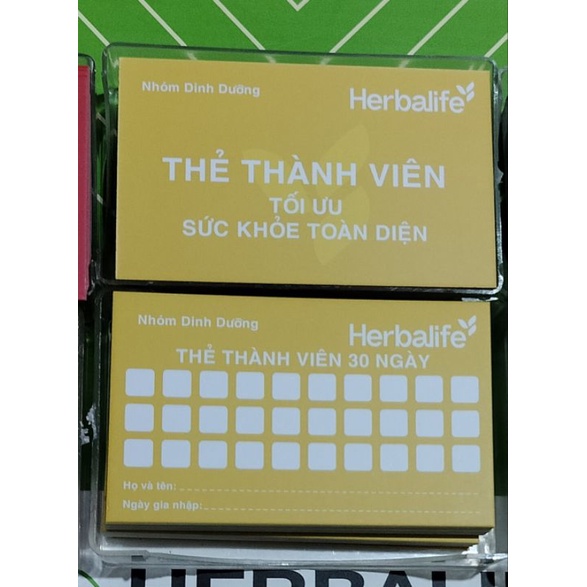 Nhóm Dinh Dưỡng
Herbalife
THẺ THÀNH VIÊN
TỐI ƯU
SỨC KHỎE TOÀN DIỆN
Nhóm Dinh Dưỡng
Herbalife
THẺ THÀNH VIÊN 30 NGÀY
Họ và tên:
Ngày gia nhập: